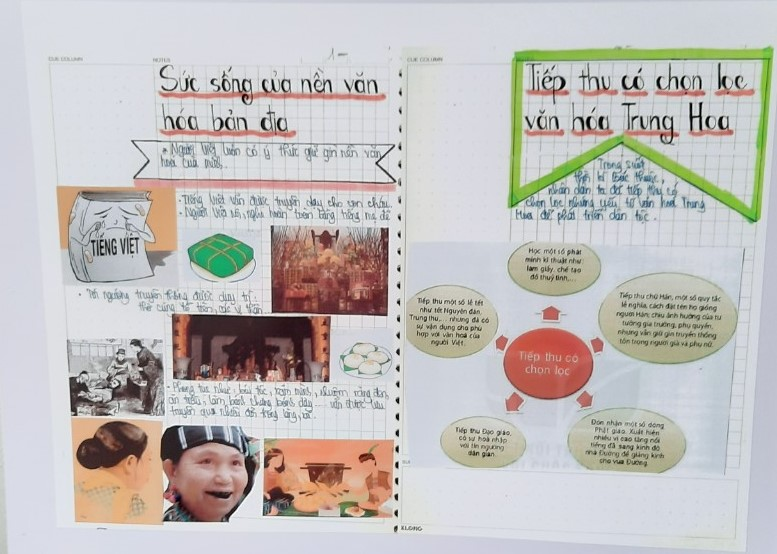 CUE COLUMN
NOTES
Sức sống của nền văn
hóa bản địa
* Người Việt luôn có ý thức giữ gìn nền văn
hóa của mình.
• Tiếng Việt vẫn được truyền dạy cho con cháu.
• Người Việt vẫn nghe hoàn toàn bằng tiếng mẹ đẻ
TIẾNG VIỆT
• Tín ngưỡng truyền thống được duy trì
thờ cúng tổ tiên, các vị thần
• Phong tục như: búi tóc, xăm mình, nhuộm răng đen,
ăn trầu, làm bánh chưng bánh dày... vẫn được lưu
truyền qua nhiều đời trong làng, xã.
CUE COLUMN
Tiếp thu có chọn lọc
văn hóa Trung Hoa
Trong suốt
thời kì Bắc thuộc,
nhân dân ta đã tiếp thu có
chọn lọc những yếu tố văn hoá Trung
Hoa để phát triển dân tộc.
Học một số phát
minh kĩ thuật như:
làm giấy, chế tạo
đồ thuỷ tinh,...
Tiếp thu một số lễ tết
như tết Nguyên đán,
Trung thu,... nhưng đã có
sự vận dụng cho phù
hợp với văn hoá của
người Việt.
Tiếp thu chữ Hán, một số quy tắc
lễ nghĩa, cách đặt tên họ giống
người Hán; chịu ảnh hưởng của tư
tưởng gia trưởng, phụ quyền,
nhưng vẫn giữ gìn truyền thống
tôn trọng người già và phụ nữ.
Tiếp thu có
chọn lọc
Tiếp thu Đạo giáo,
có sự hoà nhập
với tín ngưỡng
dân gian.
Đón nhận một số dòng
Phật giáo. Xuất hiện
nhiều vị cao tăng nổi
tiếng đã sang kinh đô
nhà Đường để giảng kinh
cho vua Đường.
KLONG